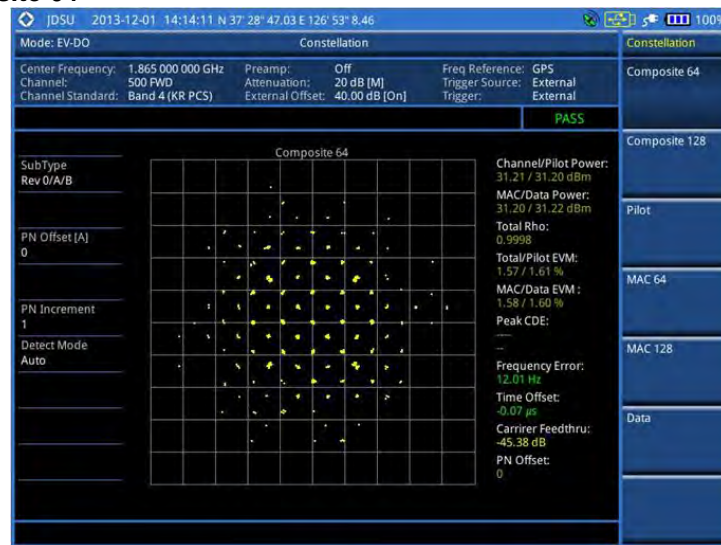 JDSU 2013-12-01 14:14:11 N 37° 28" 47.03 E 126° 53" 8.46 100%
Mode: EV-DO Constellation Constellation
Center Frequency: 1.865 000 000 GHz Preamp: Off Freq Reference: GPS
Channel: 500 FWD Attenuation: 20 dB [M] Trigger Source: External
Channel Standard: Band 4 (KR PCS) External Offset: 40.00 dB [On] Trigger: External
PASS
Composite 64
SubType
Rev 0/A/B
PN Offset [A]
0
PN Increment
1
Detect Mode
Auto
Channel/Pilot Power:
31.21 / 31.20 dBm
MAC/Data Power:
31.20 / 31.22 dBm
Total Rho:
0.9998
Total/Pilot EVM:
1.57 / 1.61 %
MAC/Data EVM :
1.58 / 1.60 %
Peak CDE:
----
--
Frequency Error:
12.01 Hz
Time Offset:
-0.07 µs
Carrirer Feedthru:
-45.38 dB
PN Offset:
0
Composite 64
Composite 128
Pilot
MAC 64
MAC 128
Data